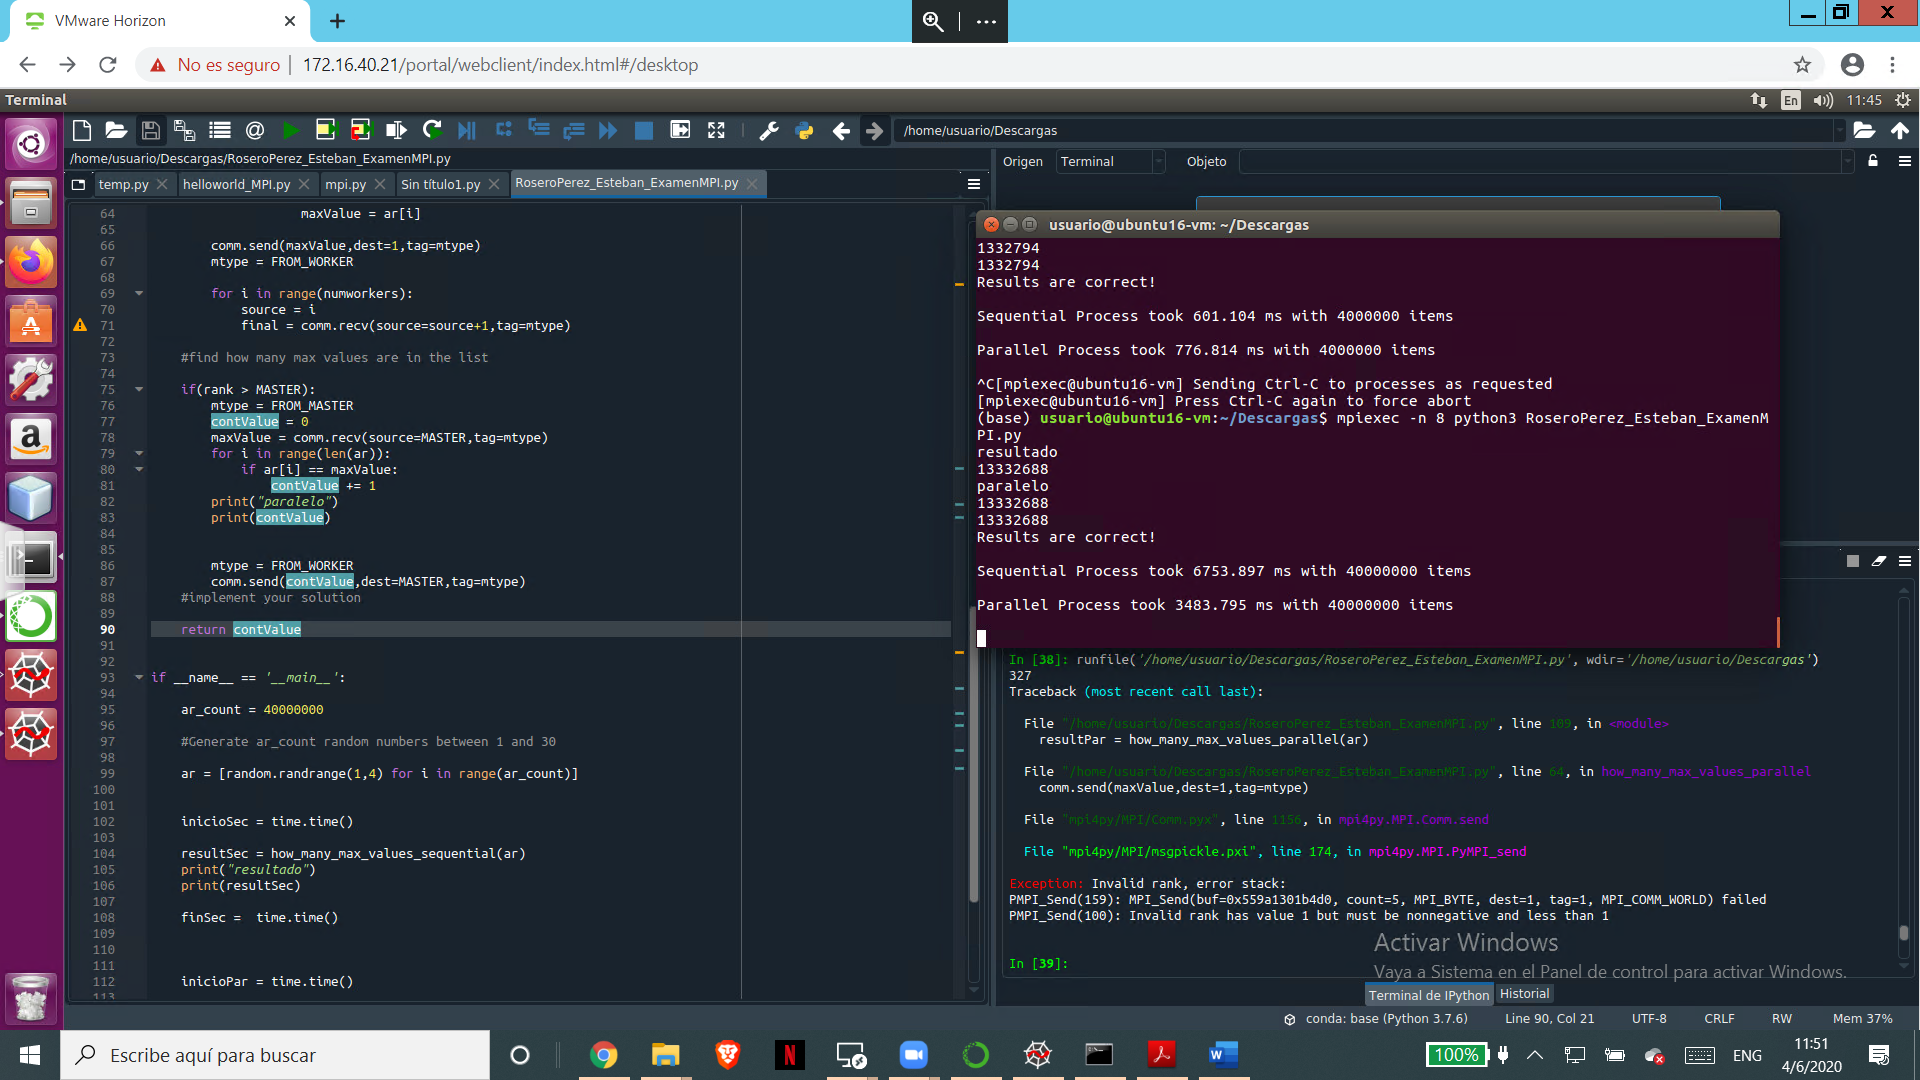 VMware Horizon
No es seguro
172.16.40.21/portal/webclient/index.html#/desktop
Terminal
En
11:45
/home/usuario/Descargas
/home/usuario/Descargas/RoseroPerez_Esteban_ExamenMPI.py
Origen
Terminal
Objeto
temp.py
helloworld_MPI.py
mpi.py
Sin título1.py
RoseroPerez_Esteban_ExamenMPI.py
64 maxValue = ar[i]
65
66 comm.send(maxValue,dest=1,tag=mtype)
67 mtype = FROM_WORKER
68
69 for i in range(numworkers):
70 source = i
71 final = comm.recv(source=source+1,tag=mtype)
72
73 #find how many max values are in the list
74
75 if(rank > MASTER):
76 mtype = FROM_MASTER
77 contValue = 0
78 maxValue = comm.recv(source=MASTER,tag=mtype)
79 for i in range(len(ar)):
80 if ar[i] == maxValue:
81 contValue += 1
82 print("paralelo")
83 print(contValue)
84
85
86 mtype = FROM_WORKER
87 comm.send(contValue,dest=MASTER,tag=mtype)
88 #implement your solution
89
90 return contValue
91
92
93 if __name__ == '__main__':
94
95 ar_count = 40000000
96
97 #Generate ar_count random numbers between 1 and 30
98
99 ar = [random.randrange(1,4) for i in range(ar_count)]
100
101
102 inicioSec = time.time()
103
104 resultSec = how_many_max_values_sequential(ar)
105 print("resultado")
106 print(resultSec)
107
108 finSec = time.time()
109
110
111
112 inicioPar = time.time()
113
usuario@ubuntu16-vm: ~/Descargas
1332794
1332794
Results are correct!
Sequential Process took 601.104 ms with 4000000 items
Parallel Process took 776.814 ms with 4000000 items
^C[mpiexec@ubuntu16-vm] Sending Ctrl-C to processes as requested
[mpiexec@ubuntu16-vm] Press Ctrl-C again to force abort
(base) usuario@ubuntu16-vm:~/Descargas$ mpiexec -n 8 python3 RoseroPerez_Esteban_ExamenM
PI.py
resultado
13332688
paralelo
13332688
13332688
Results are correct!
Sequential Process took 6753.897 ms with 40000000 items
Parallel Process took 3483.795 ms with 40000000 items
In [38]: runfile('/home/usuario/Descargas/RoseroPerez_Esteban_ExamenMPI.py', wdir='/home/usuario/Descargas')
327
Traceback (most recent call last):
File "/home/usuario/Descargas/RoseroPerez_Esteban_ExamenMPI.py", line 109, in <module>
resultPar = how_many_max_values_parallel(ar)
File "/home/usuario/Descargas/RoseroPerez_Esteban_ExamenMPI.py", line 64, in how_many_max_values_parallel
comm.send(maxValue,dest=1,tag=mtype)
File "mpi4py/MPI/Comm.pyx", line 1156, in mpi4py.MPI.Comm.send
File "mpi4py/MPI/msgpickle.pxi", line 174, in mpi4py.MPI.PyMPI_send
Exception: Invalid rank, error stack:
PMPI_Send(159): MPI_Send(buf=0x559a1301b4d0, count=5, MPI_BYTE, dest=1, tag=1, MPI_COMM_WORLD) failed
PMPI_Send(100): Invalid rank has value 1 but must be nonnegative and less than 1
In [39]:
Activar Windows
Vaya a Sistema en el Panel de control para activar Windows.
Terminal de IPython
Historial
conda: base (Python 3.7.6)
Line 90, Col 21
UTF-8
CRLF
RW
Mem 37%
Escribe aquí para buscar
100%
ENG
11:51
4/6/2020